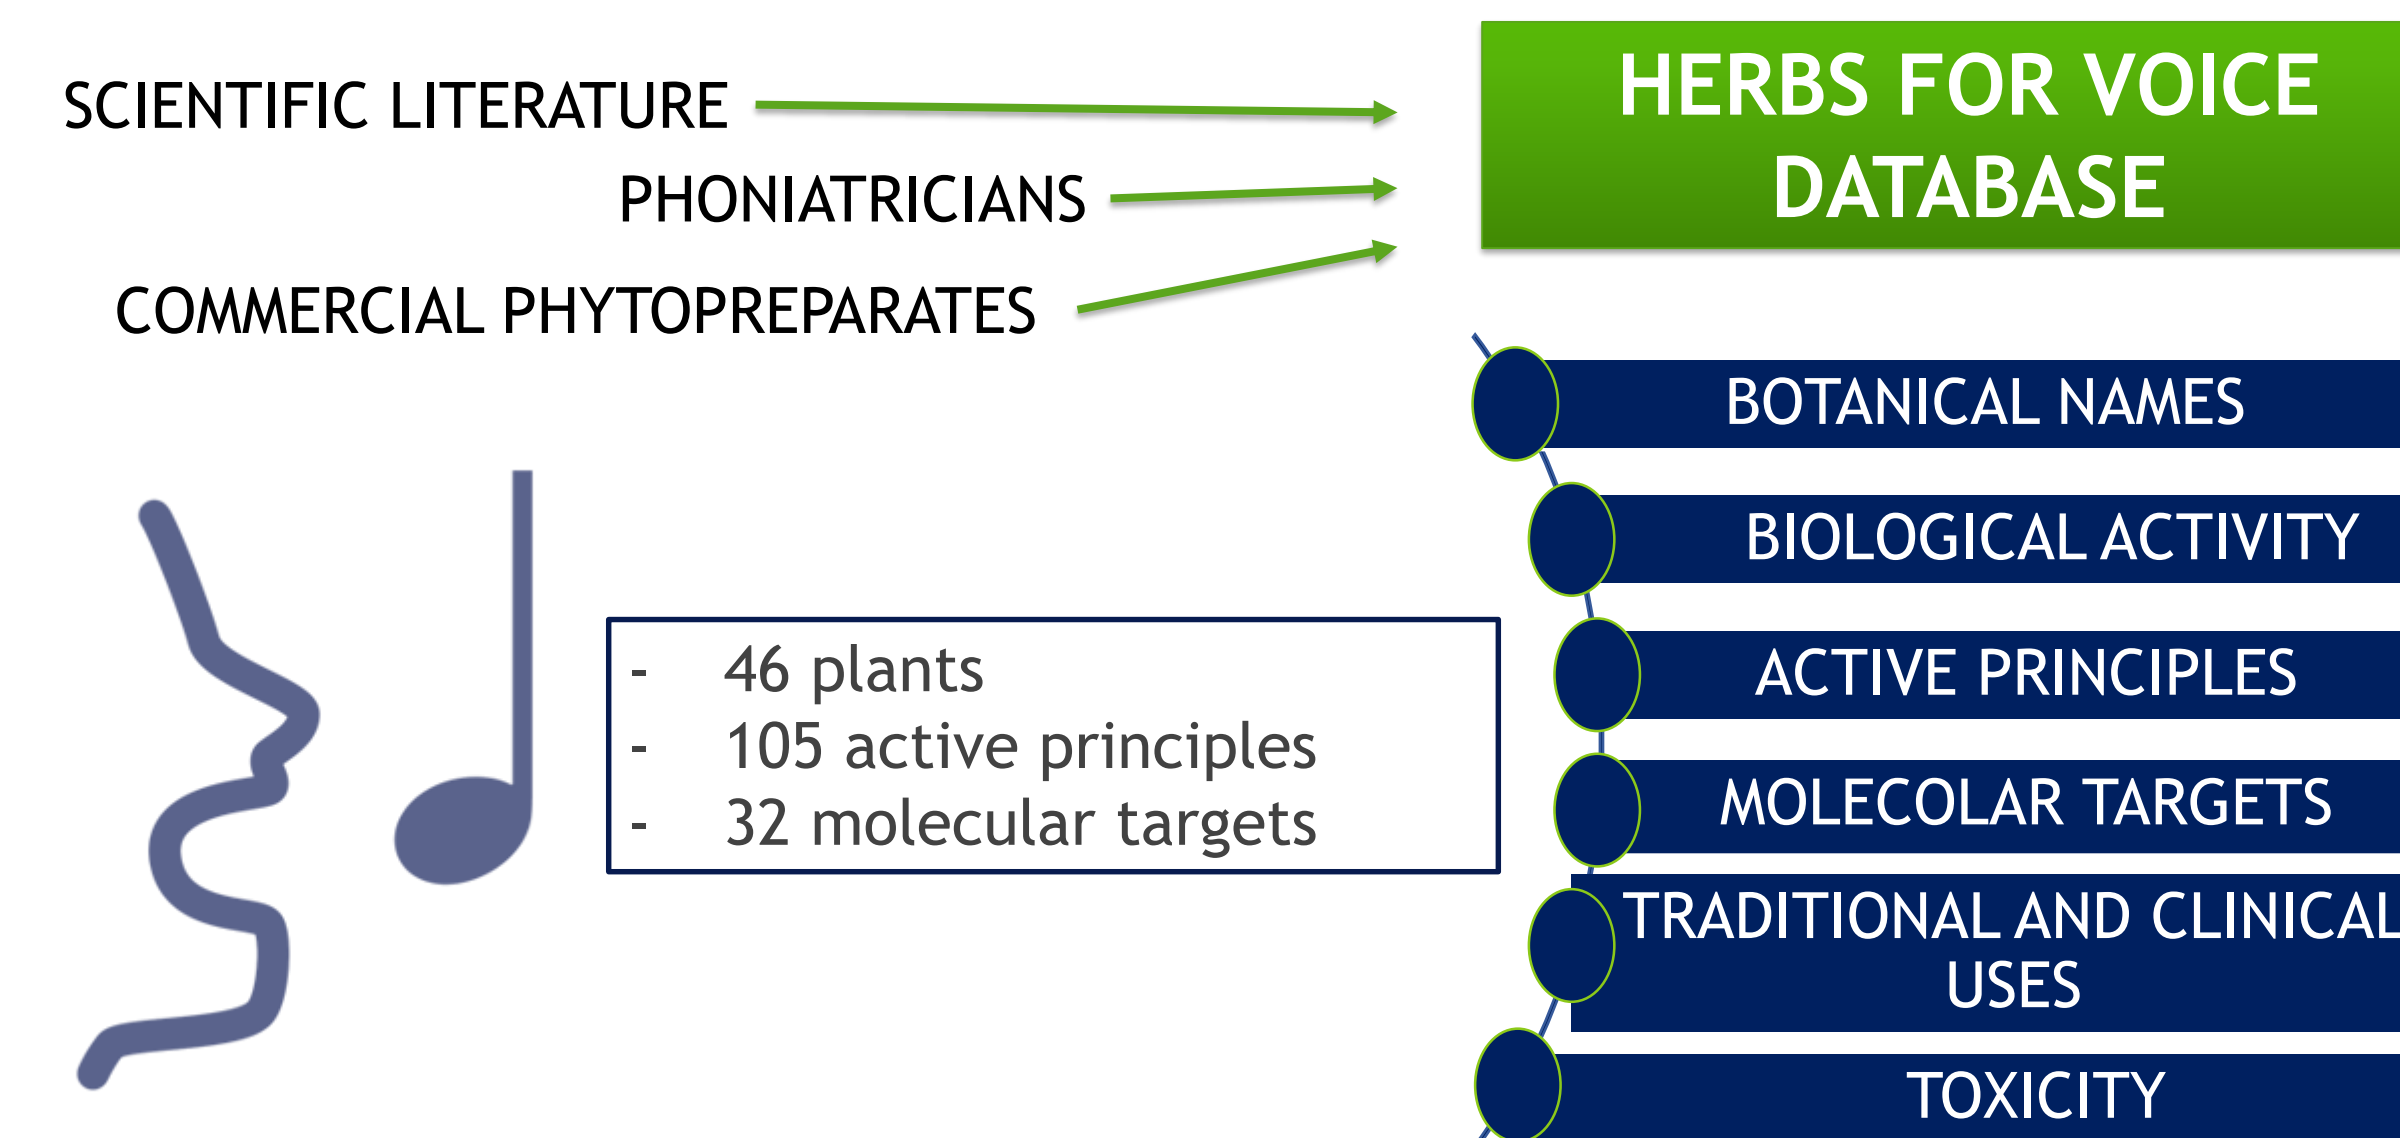 SCIENTIFIC LITERATURE
PHONIATRICIANS
COMMERCIAL PHYTOPREPARATES
HERBS FOR VOICE
DATABASE
- 46 plants
- 105 active principles
- 32 molecular targets
BOTANICAL NAMES
BIOLOGICAL ACTIVITY
ACTIVE PRINCIPLES
MOLECOLAR TARGETS
TRADITIONAL AND CLINICAL
USES
TOXICITY